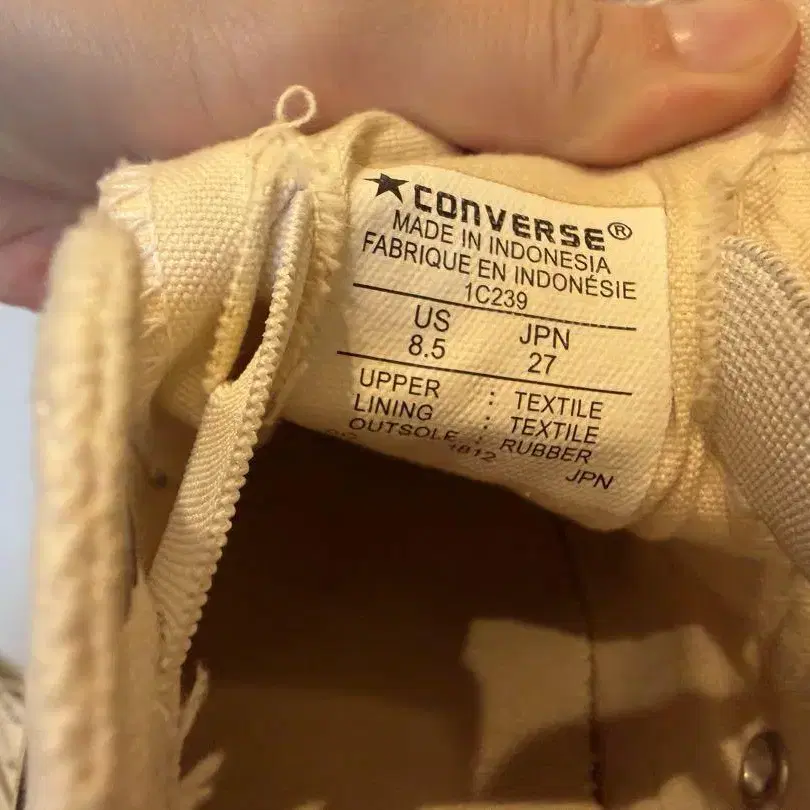 ★CONVERSE®
MADE IN INDONESIA
FABRIQUE EN INDONÉSIE
1C239
US JPN
8.5 27
UPPER : TEXTILE
LINING : TEXTILE
OUTSOLE : RUBBER
1812 JPN